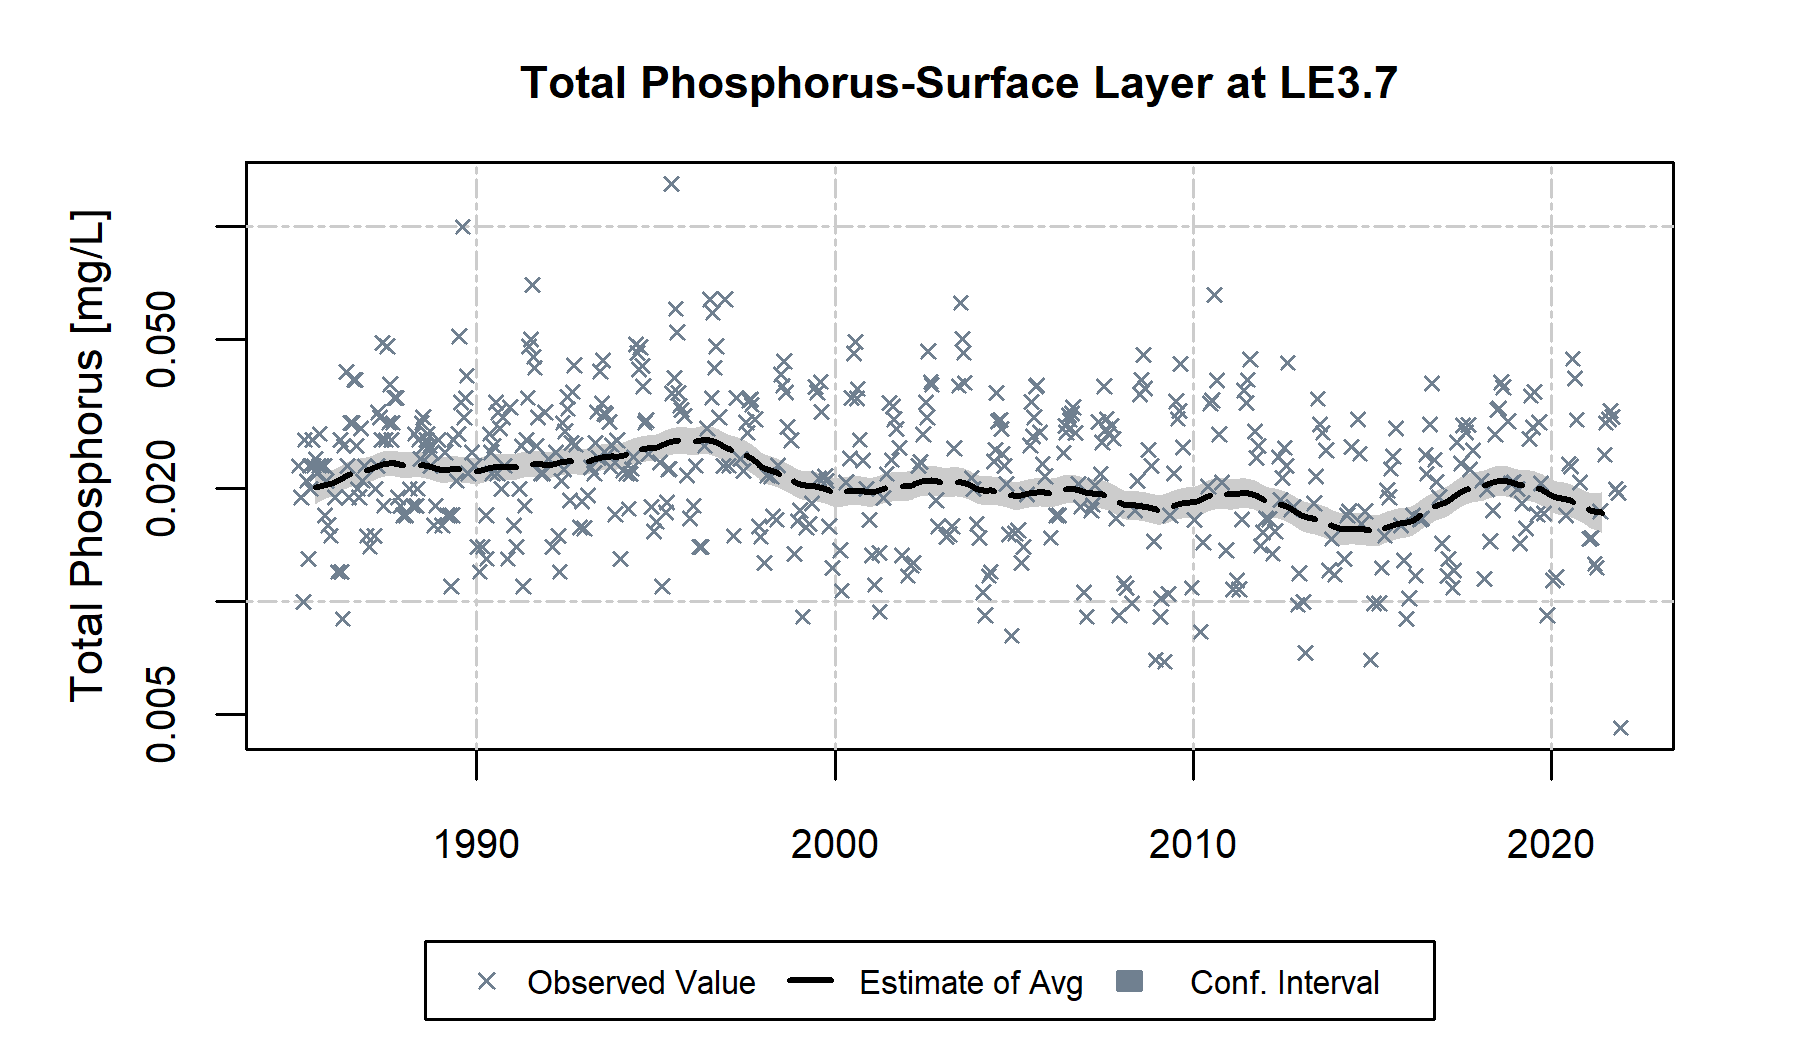 Total Phosphorus-Surface Layer at LE3.7
Total Phosphorus [mg/L]
0.050
0.020
0.005
1990 2000 2010 2020
Observed Value Estimate of Avg Conf. Interval